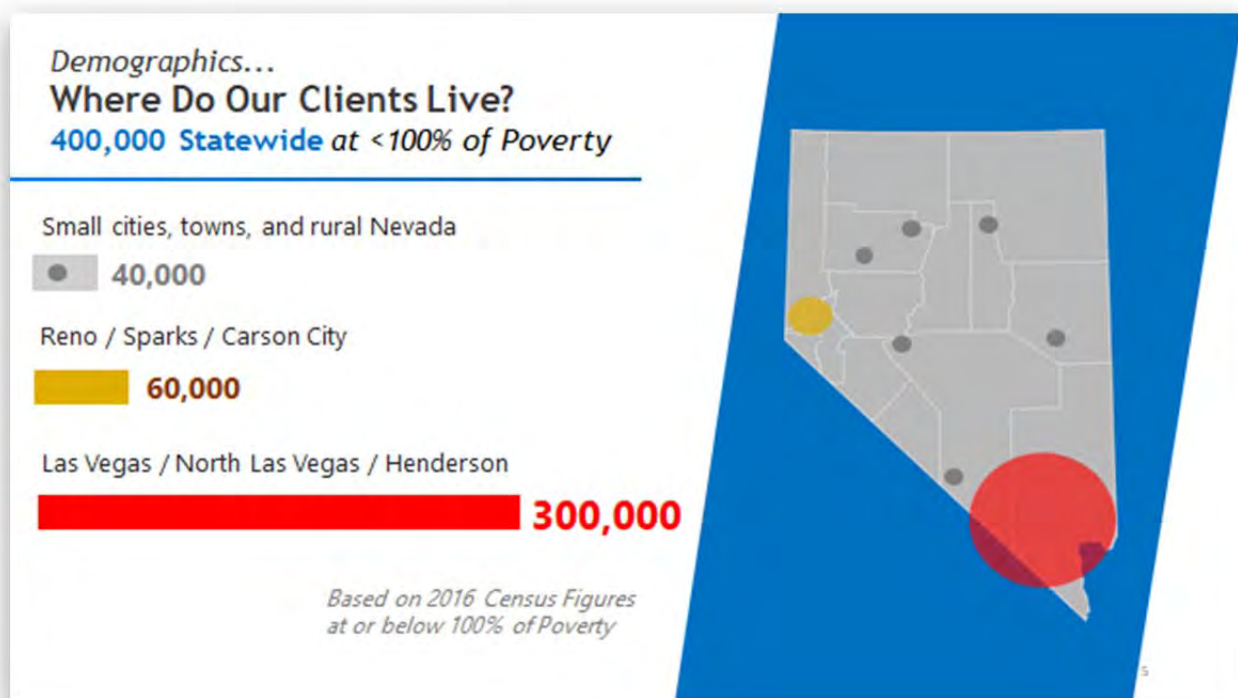 Demographics...
Where Do Our Clients Live?
400,000 Statewide at <100% of Poverty
Small cities, towns, and rural Nevada
40,000
Reno / Sparks / Carson City
60,000
Las Vegas / North Las Vegas / Henderson
300,000
Based on 2016 Census Figures
at or below 100% of Poverty
5